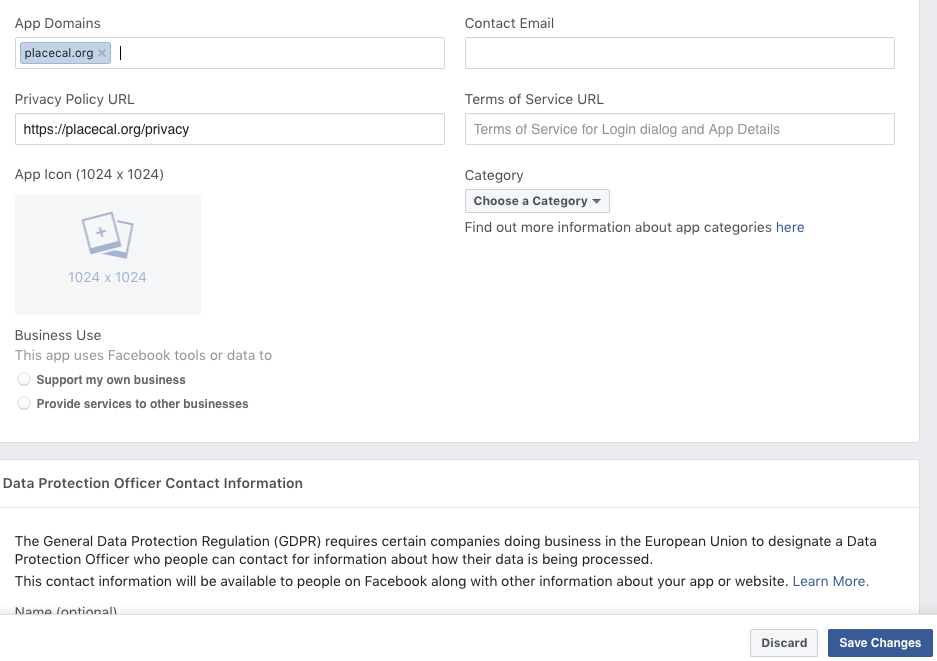 App Domains
Contact Email
placecal.org ×
Privacy Policy URL
Terms of Service URL
https://placecal.org/privacy
Terms of Service for Login dialog and App Details
App Icon (1024 x 1024)
Category
Choose a Category
Find out more information about app categories here
1024 x 1024
Business Use
This app uses Facebook tools or data to
Support my own business
Provide services to other businesses
Data Protection Officer Contact Information
The General Data Protection Regulation (GDPR) requires certain companies doing business in the European Union to designate a Data
Protection Officer who people can contact for information about how their data is being processed.
This contact information will be available to people on Facebook along with other information about your app or website. Learn More.
Name (optional)
Discard
Save Changes